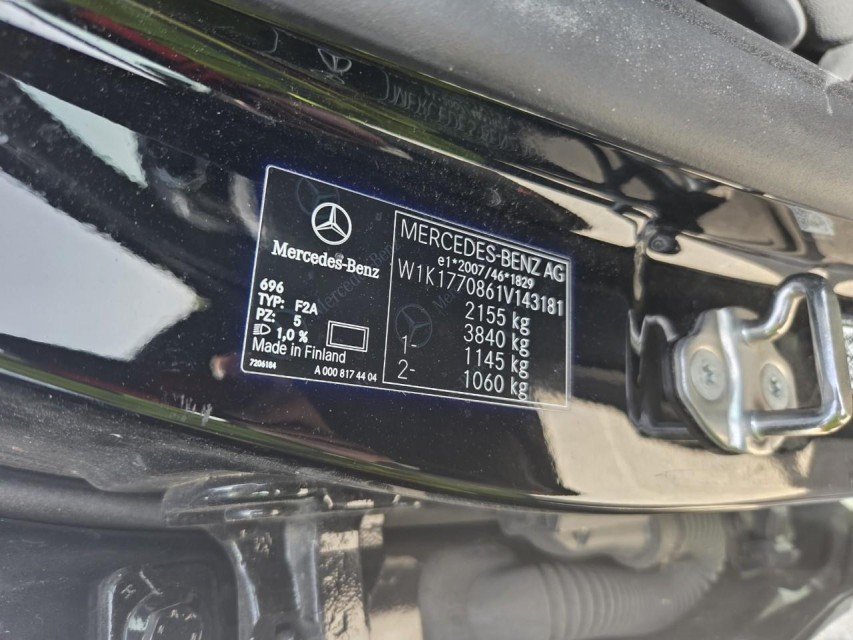 Mercedes-Benz
696
TYP: F2A
PZ: 5
1,0 %
Made in Finland
7206184
A 000 817 44 04
MERCEDES-BENZ AG
e1*2007/46*1829
W1K1770861V143181
2155 kg
3840 kg
1- 1145 kg
2- 1060 kg